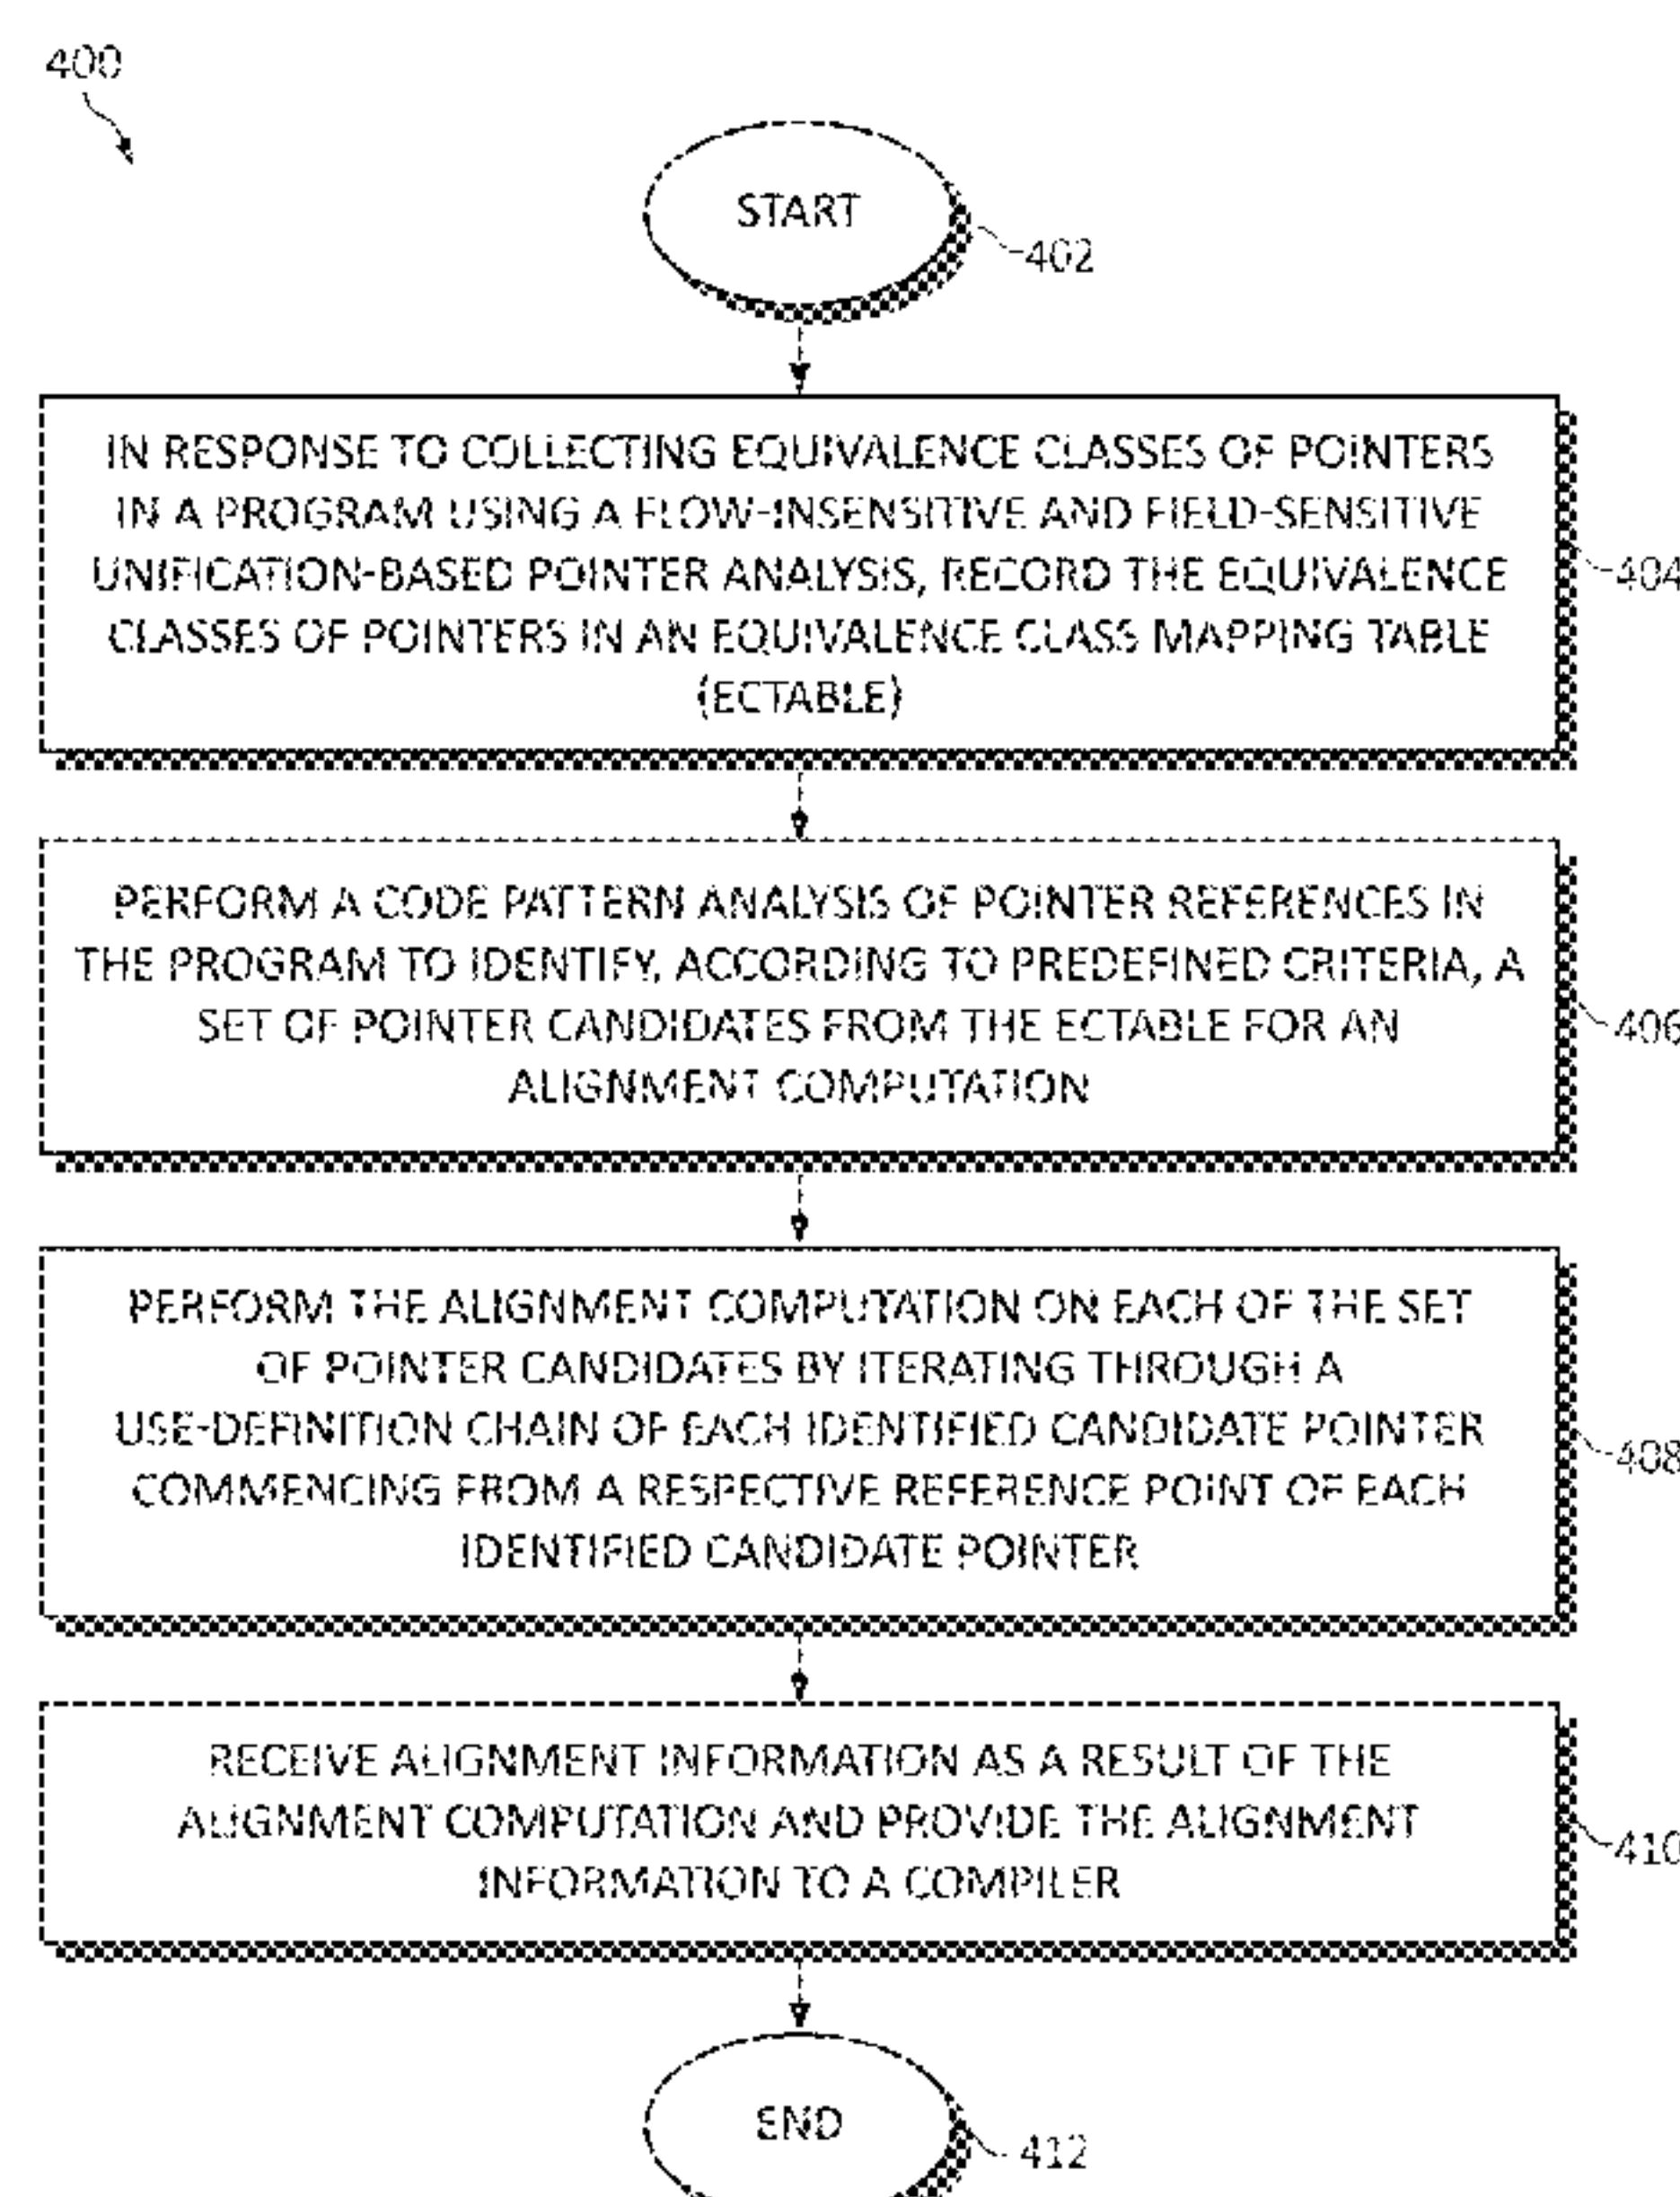 400
START
402
IN RESPONSE TO COLLECTING EQUIVALENCE CLASSES OF POINTERS
IN A PROGRAM USING A FLOW-INSENSITIVE AND FIELD-SENSITIVE
UNIFICATION-BASED POINTER ANALYSIS, RECORD THE EQUIVALENCE
CLASSES OF POINTERS IN AN EQUIVALENCE CLASS MAPPING TABLE
(ECTABLE)
404
PERFORM A CODE PATTERN ANALYSIS OF POINTER REFERENCES IN
THE PROGRAM TO IDENTIFY, ACCORDING TO PREDEFINED CRITERIA, A
SET OF POINTER CANDIDATES FROM THE ECTABLE FOR AN
ALIGNMENT COMPUTATION
406
PERFORM THE ALIGNMENT COMPUTATION ON EACH OF THE SET
OF POINTER CANDIDATES BY ITERATING THROUGH A
USE-DEFINITION CHAIN OF EACH IDENTIFIED CANDIDATE POINTER
COMMENCING FROM A RESPECTIVE REFERENCE POINT OF EACH
IDENTIFIED CANDIDATE POINTER
408
RECEIVE ALIGNMENT INFORMATION AS A RESULT OF THE
ALIGNMENT COMPUTATION AND PROVIDE THE ALIGNMENT
INFORMATION TO A COMPILER
410
END
412